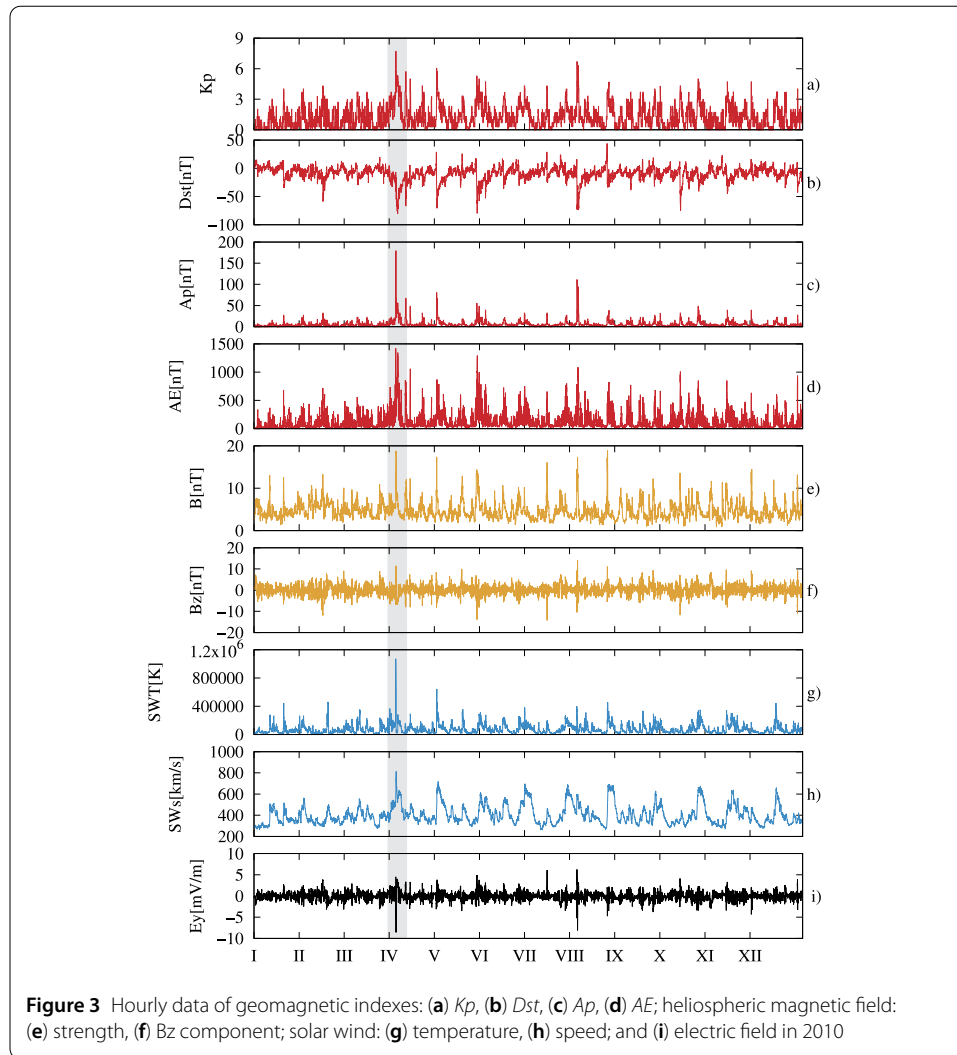 9
6
3
0
Kp
a)
50
0
−50
−100
Dst[nT]
b)
200
150
100
50
0
Ap[nT]
c)
1500
1000
500
0
AE[nT]
d)
20
10
0
B[nT]
e)
20
10
0
−10
−20
Bz[nT]
f)
1.2x10⁶
800000
400000
0
SWT[K]
g)
1000
800
600
400
200
SWs[km/s]
h)
10
5
0
−5
−10
Ey[mV/m]
i)
I II III IV V VI VII VIII IX X XI XII
Figure 3 Hourly data of geomagnetic indexes: (a) Kp, (b) Dst, (c) Ap, (d) AE; heliospheric magnetic field:
(e) strength, (f) Bz component; solar wind: (g) temperature, (h) speed; and (i) electric field in 2010